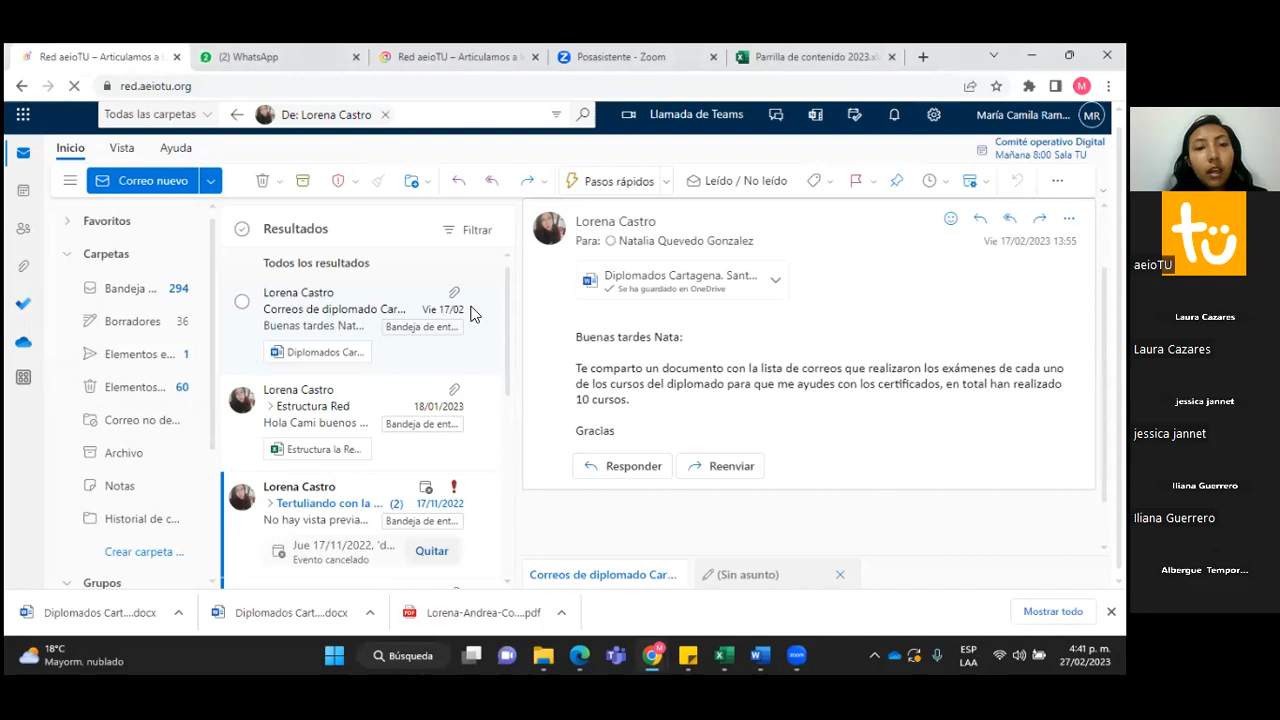 Red aeioTU – Articulamos a l
(2) WhatsApp
Red aeioTU – Articulamos a l
Posasistente - Zoom
Parrilla de contenido 2023.x
red.aeiotu.org
M
Todas las carpetas
De: Lorena Castro
Llamada de Teams
María Camila Ram...
MR
Inicio
Vista
Ayuda
Comité operativo Digital
Mañana 8:00 Sala TU
Correo nuevo
Pasos rápidos
Leído / No leído
Favoritos
Carpetas
Bandeja ... 294
Borradores 36
Elementos e... 1
Elementos... 60
Correo no de...
Archivo
Notas
Historial de c...
Crear carpeta ...
Grupos
Resultados
Filtrar
Todos los resultados
Lorena Castro
Correos de diplomado Car... Vie 17/02
Buenas tardes Nat... Bandeja de ent...
Diplomados Car...
Lorena Castro
Estructura Red 18/01/2023
Hola Cami buenos ... Bandeja de ent...
Estructura la Re...
Lorena Castro
Tertuliando con la ... (2) 17/11/2022
No hay vista previa... Bandeja de ent...
Jue 17/11/2022, 'd...
Evento cancelado
Quitar
Lorena Castro
Para: Natalia Quevedo Gonzalez
Vie 17/02/2023 13:55
Diplomados Cartagena. Sant...
Se ha guardado en OneDrive
Buenas tardes Nata:
Te comparto un documento con la lista de correos que realizaron los exámenes de cada uno
de los cursos del diplomado para que me ayudes con los certificados, en total han realizado
10 cursos.
Gracias
Responder
Reenviar
Correos de diplomado Car...
(Sin asunto)
Diplomados Cart....docx
Diplomados Cart....docx
Lorena-Andrea-Co....pdf
Mostrar todo
18°C
Mayorm. nublado
Búsqueda
ESP
LAA
4:41 p. m.
27/02/2023
tü
aeioTU
Laura Cazares
Laura Cazares
jessica jannet
jessica jannet
Iliana Guerrero
Iliana Guerrero
Albergue Tempor...